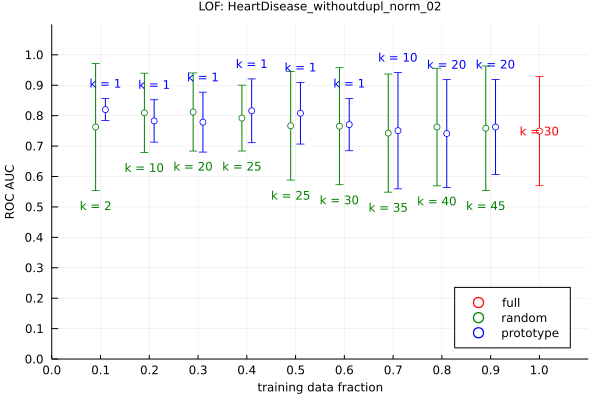 LOF: HeartDisease_withoutdupl_norm_02
ROC AUC
1.0
0.9
0.8
0.7
0.6
0.5
0.4
0.3
0.2
0.1
0.0
k = 1
k = 1
k = 1
k = 1
k = 1
k = 1
k = 10
k = 20
k = 20
k = 30
k = 2
k = 10
k = 20
k = 25
k = 25
k = 30
k = 35
k = 40
k = 45
full
random
prototype
0.0
0.1
0.2
0.3
0.4
0.5
0.6
0.7
0.8
0.9
1.0
training data fraction